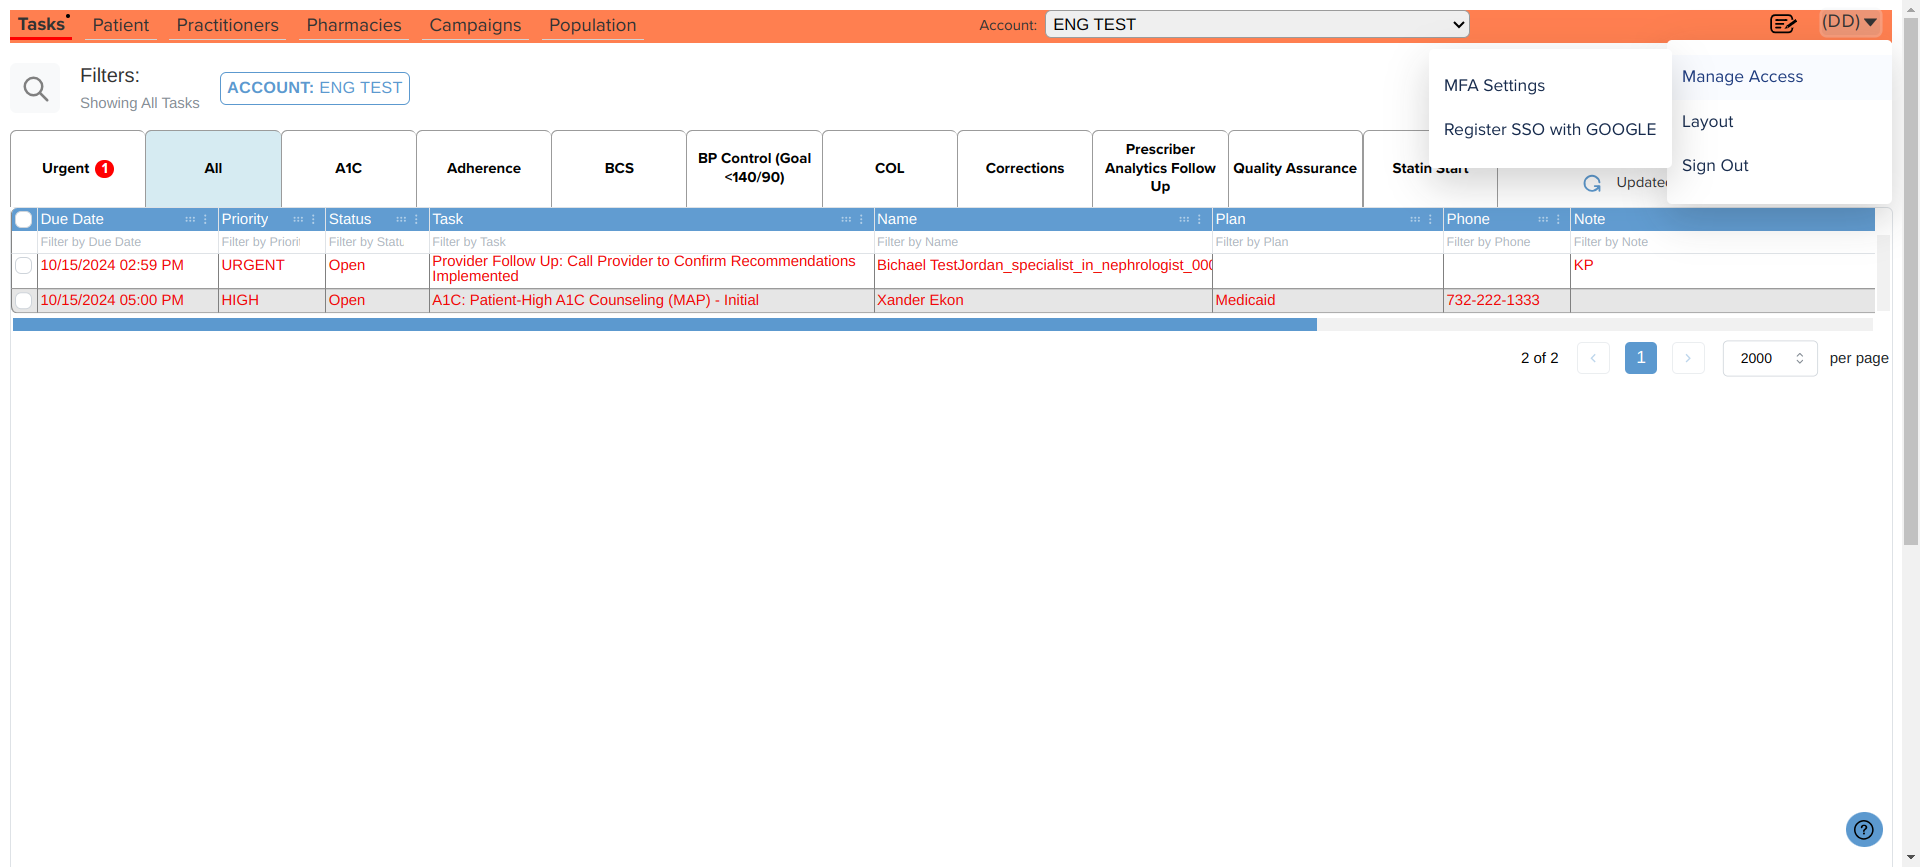 Tasks
Patient
Practitioners
Pharmacies
Campaigns
Population
Account:
ENG TEST
(DD)
Filters:
Showing All Tasks
ACCOUNT: ENG TEST
MFA Settings
Register SSO with GOOGLE
Manage Access
Layout
Sign Out
Urgent 1
All
A1C
Adherence
BCS
BP Control (Goal
<140/90)
COL
Corrections
Prescriber
Analytics Follow
Up
Quality Assurance
Statin Start
Updated
Due Date
Priority
Status
Task
Name
Plan
Phone
Note
Filter by Due Date
Filter by Priorit
Filter by Statu
Filter by Task
Filter by Name
Filter by Plan
Filter by Phone
Filter by Note
10/15/2024 02:59 PM
URGENT
Open
Provider Follow Up: Call Provider to Confirm Recommendations
Implemented
Bichael TestJordan_specialist_in_nephrologist_000
KP
10/15/2024 05:00 PM
HIGH
Open
A1C: Patient-High A1C Counseling (MAP) - Initial
Xander Ekon
Medicaid
732-222-1333
2 of 2
1
2000
per page
?